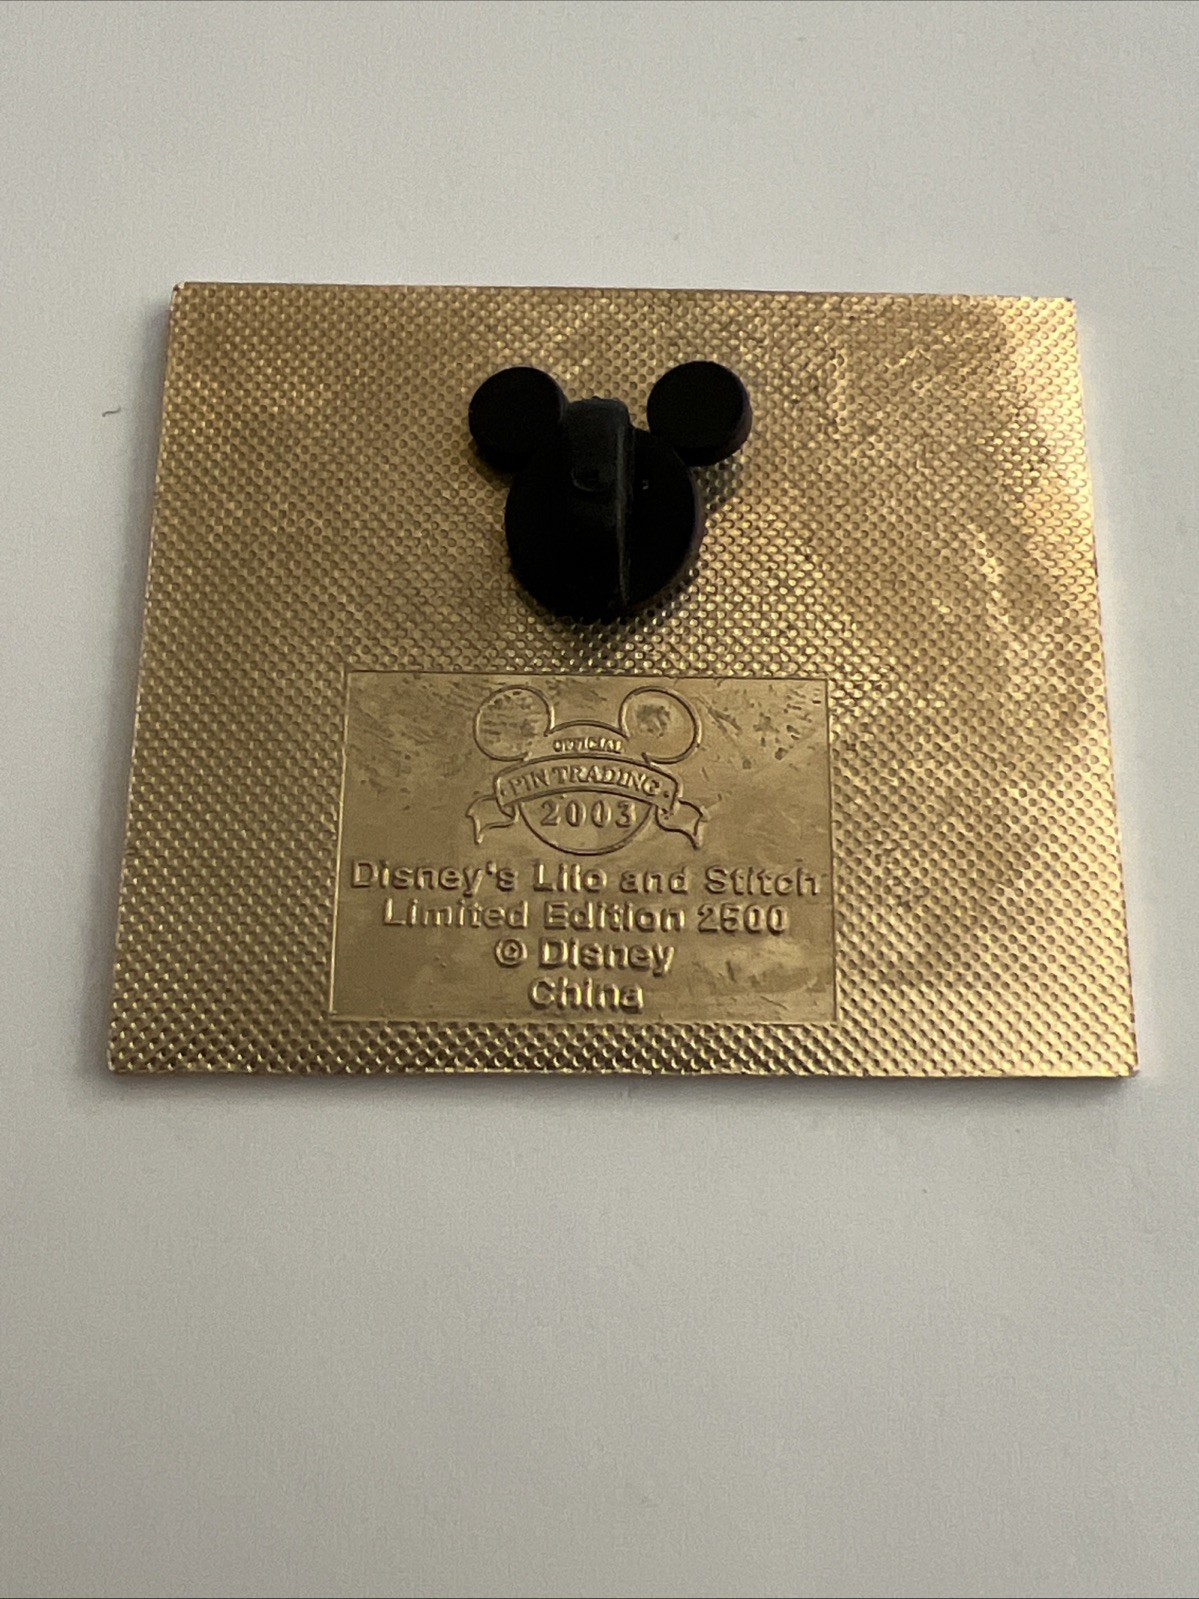 OFFICIAL
• PIN TRADING •
2003
Disney's Lilo and Stitch
Limited Edition 2500
© Disney
China